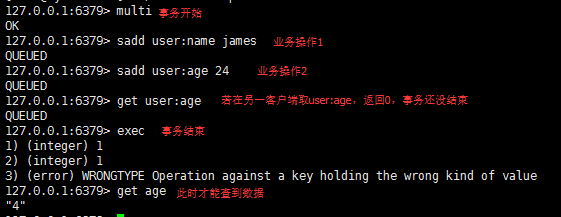 127.0.0.1:6379> multi 事务开始
OK
127.0.0.1:6379> sadd user:name james 业务操作1
QUEUED
127.0.0.1:6379> sadd user:age 24 业务操作2
QUEUED
127.0.0.1:6379> get user:age 若在另一客户端取user:age，返回0，事务还没结束
QUEUED
127.0.0.1:6379> exec 事务结束
1) (integer) 1
2) (integer) 1
3) (error) WRONGTYPE Operation against a key holding the wrong kind of value
127.0.0.1:6379> get age 此时才能查到数据
"4"